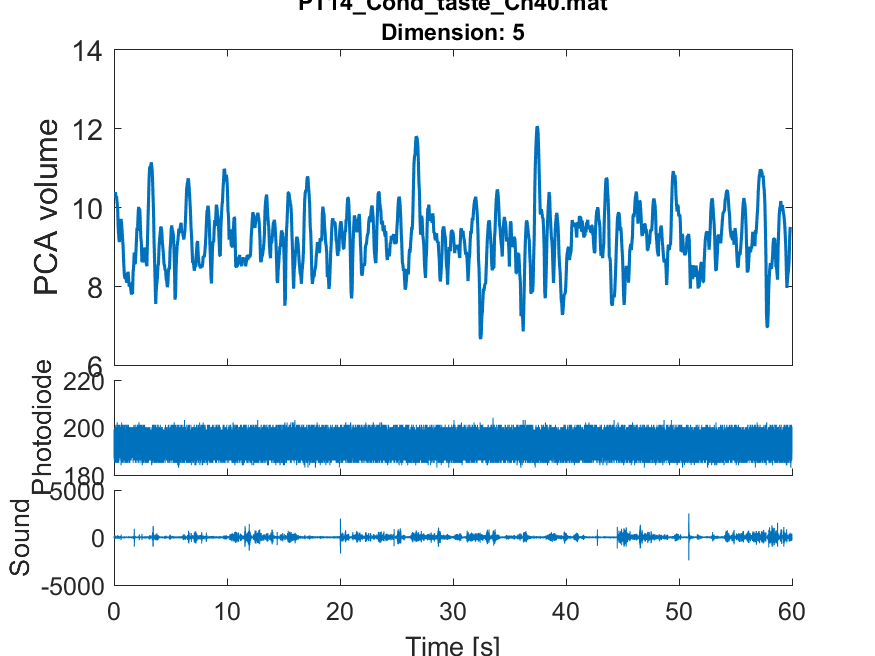 PT14_Cond_taste_Ch40.mat
Dimension: 5
14
12
10
8
6
PCA volume
220
200
180
Photodiode
5000
0
-5000
Sound
0 10 20 30 40 50 60
Time [s]